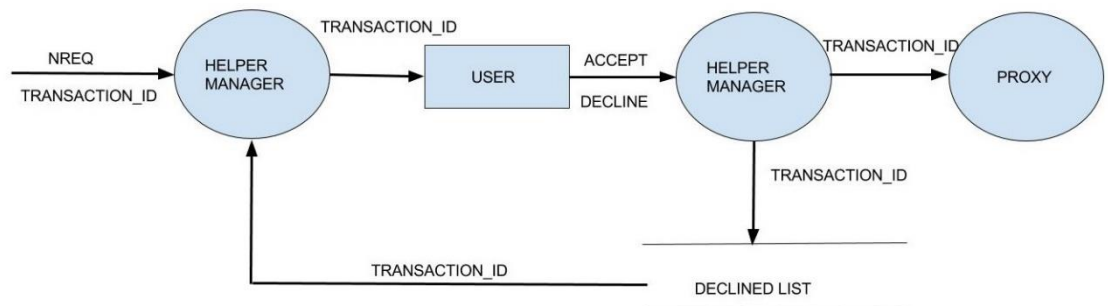 NREQ
TRANSACTION_ID
HELPER
MANAGER
TRANSACTION_ID
USER
ACCEPT
DECLINE
HELPER
MANAGER
TRANSACTION_ID
PROXY
TRANSACTION_ID
TRANSACTION_ID
DECLINED LIST